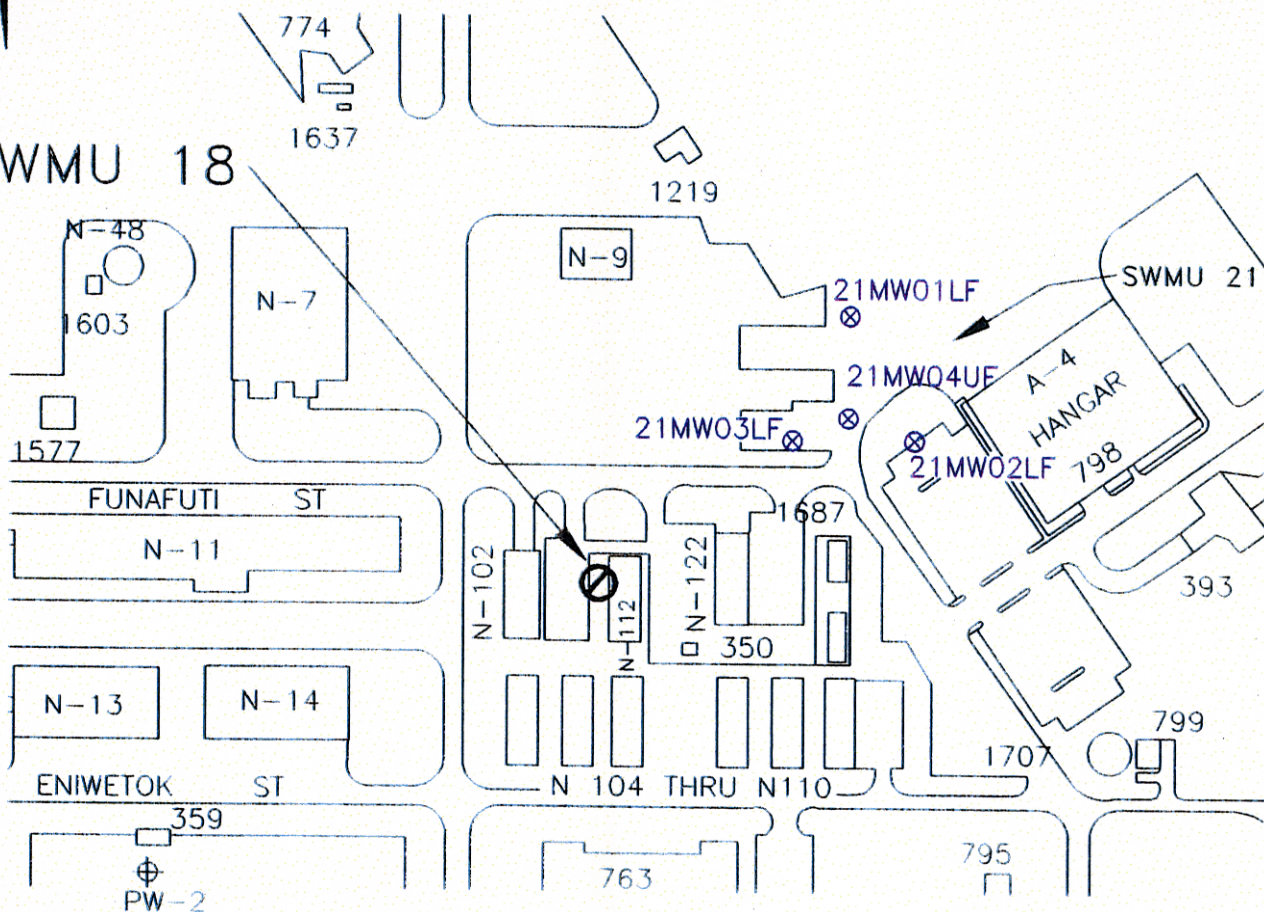 774
1637
WMU 18
1219
N-48
N-9
N-7
1603
21MW01LF
SWMU 21
21MW04UF
A-4
HANGAR
798
21MW03LF
21MW02LF
1577
FUNAFUTI ST
1687
N-11
N-102
N-112
N-122
350
393
N-13
N-14
799
1707
ENIWETOK ST
N 104 THRU N110
359
763
795
PW-2